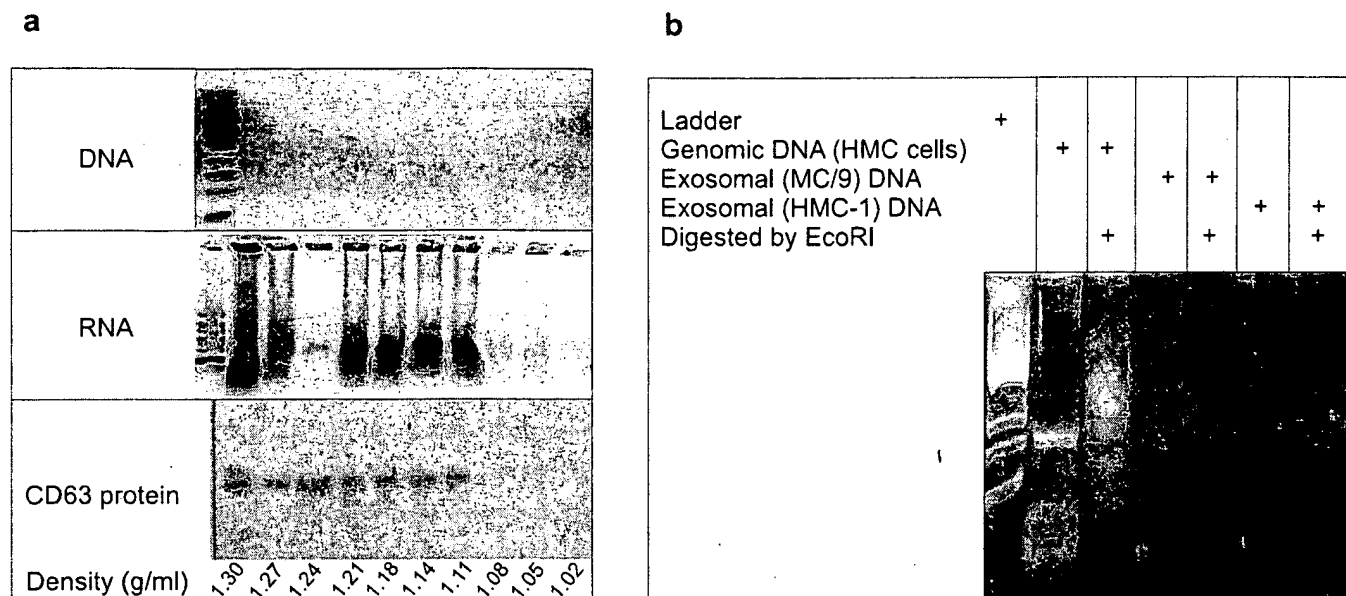 a
DNA
RNA
CD63 protein
Density (g/ml)
1.30 1.27 1.24 1.21 1.18 1.14 1.11 1.08 1.05 1.02
b
Ladder +
Genomic DNA (HMC cells) + +
Exosomal (MC/9) DNA + +
Exosomal (HMC-1) DNA + +
Digested by EcoRI + + +